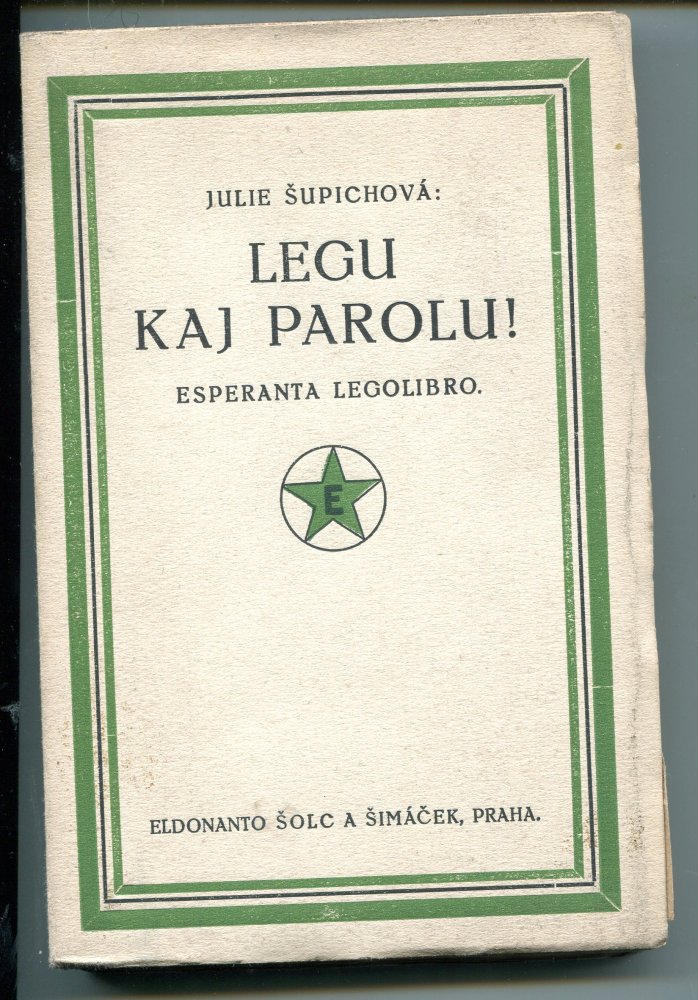 JULIE ŠUPICHOVÁ:
LEGU
KAJ PAROLU!
ESPERANTA LEGOLIBRO.
E
ELDONANTO ŠOLC A ŠIMÁČEK, PRAHA.